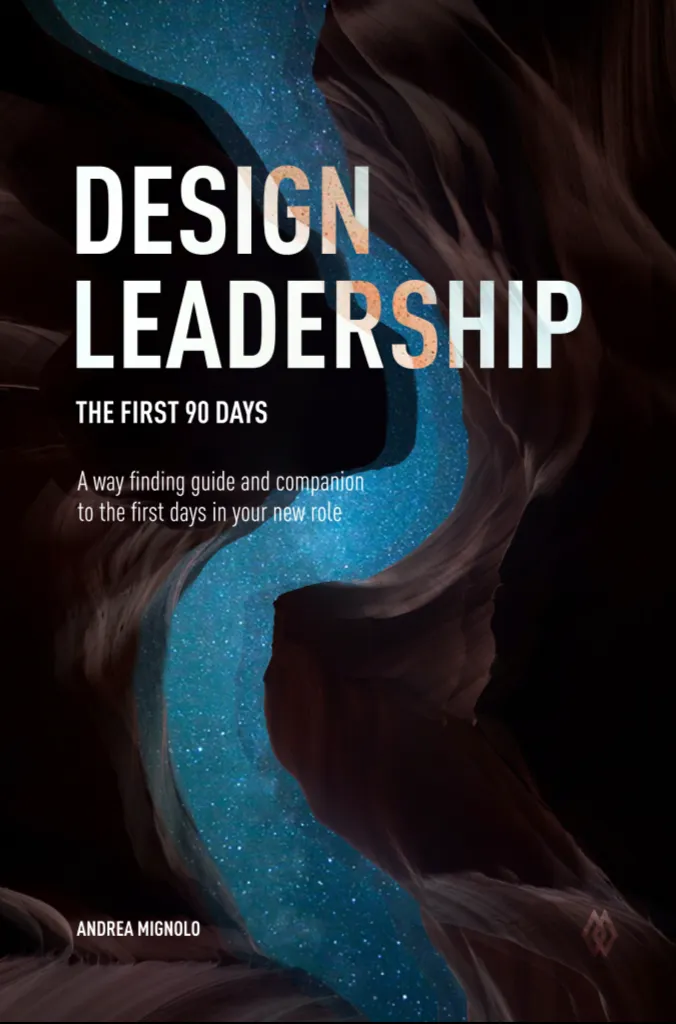 DESIGN
LEADERSHIP
THE FIRST 90 DAYS
A way finding guide and companion
to the first days in your new role
ANDREA MIGNOLO